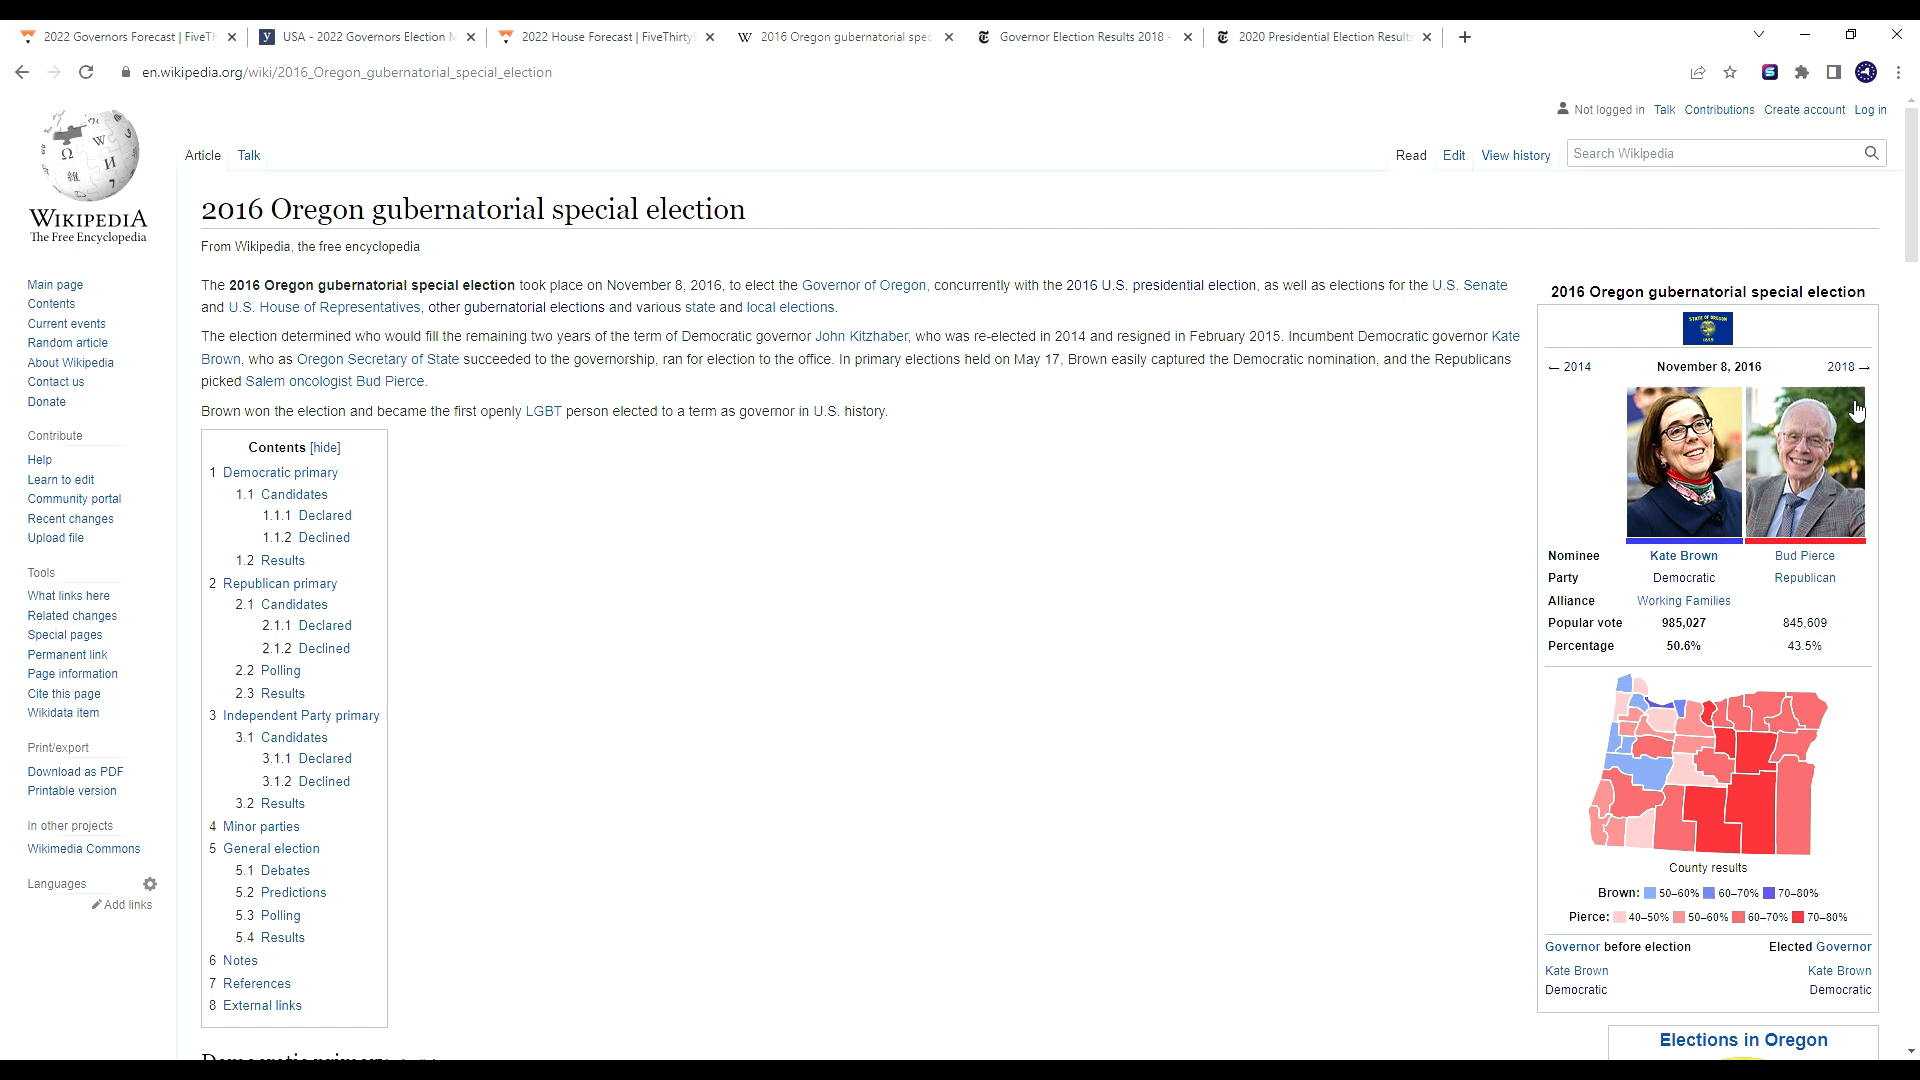 2022 Governors Forecast | FiveTh
USA - 2022 Governors Election M
2022 House Forecast | FiveThirty
2016 Oregon gubernatorial spec
Governor Election Results 2018 -
2020 Presidential Election Results
en.wikipedia.org/wiki/2016_Oregon_gubernatorial_special_election
Not logged in Talk Contributions Create account Log in
Article Talk
Read Edit View history Search Wikipedia
WIKIPEDIA
The Free Encyclopedia
Main page
Contents
Current events
Random article
About Wikipedia
Contact us
Donate
Contribute
Help
Learn to edit
Community portal
Recent changes
Upload file
Tools
What links here
Related changes
Special pages
Permanent link
Page information
Cite this page
Wikidata item
Print/export
Download as PDF
Printable version
In other projects
Wikimedia Commons
Languages
Add links
2016 Oregon gubernatorial special election
From Wikipedia, the free encyclopedia
The 2016 Oregon gubernatorial special election took place on November 8, 2016, to elect the Governor of Oregon, concurrently with the 2016 U.S. presidential election, as well as elections for the U.S. Senate
and U.S. House of Representatives, other gubernatorial elections and various state and local elections.
The election determined who would fill the remaining two years of the term of Democratic governor John Kitzhaber, who was re-elected in 2014 and resigned in February 2015. Incumbent Democratic governor Kate
Brown, who as Oregon Secretary of State succeeded to the governorship, ran for election to the office. In primary elections held on May 17, Brown easily captured the Democratic nomination, and the Republicans
picked Salem oncologist Bud Pierce.
Brown won the election and became the first openly LGBT person elected to a term as governor in U.S. history.
Contents [hide]
1 Democratic primary
1.1 Candidates
1.1.1 Declared
1.1.2 Declined
1.2 Results
2 Republican primary
2.1 Candidates
2.1.1 Declared
2.1.2 Declined
2.2 Polling
2.3 Results
3 Independent Party primary
3.1 Candidates
3.1.1 Declared
3.1.2 Declined
3.2 Results
4 Minor parties
5 General election
5.1 Debates
5.2 Predictions
5.3 Polling
5.4 Results
6 Notes
7 References
8 External links
2016 Oregon gubernatorial special election
STATE OF OREGON
1859
← 2014 November 8, 2016 2018 →
Nominee Kate Brown Bud Pierce
Party Democratic Republican
Alliance Working Families
Popular vote 985,027 845,609
Percentage 50.6% 43.5%
County results
Brown: 50–60% 60–70% 70–80%
Pierce: 40–50% 50–60% 60–70% 70–80%
Governor before election Elected Governor
Kate Brown Kate Brown
Democratic Democratic
Elections in Oregon